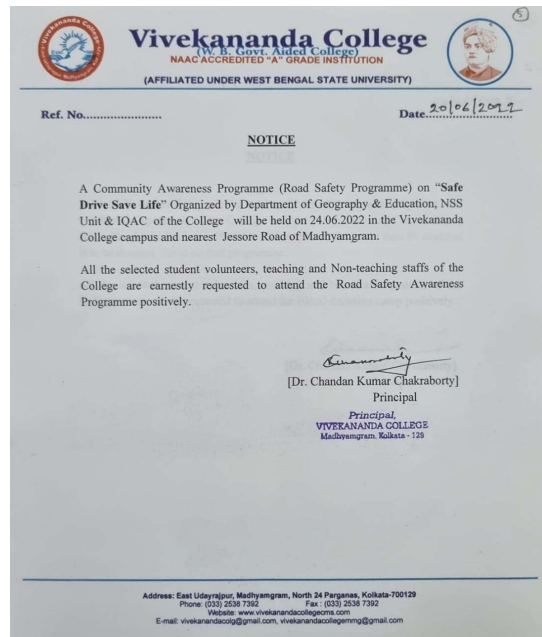 5
Vivekananda College
(W. B. Govt. Aided College)
NAAC ACCREDITED "A" GRADE INSTITUTION
(AFFILIATED UNDER WEST BENGAL STATE UNIVERSITY)
Ref. No.......................
Date 20/06/2022
NOTICE
A Community Awareness Programme (Road Safety Programme) on “Safe
Drive Save Life” Organized by Department of Geography & Education, NSS
Unit & IQAC of the College will be held on 24.06.2022 in the Vivekananda
College campus and nearest Jessore Road of Madhyamgram.
All the selected student volunteers, teaching and Non-teaching staffs of the
College are earnestly requested to attend the Road Safety Awareness
Programme positively.
[Dr. Chandan Kumar Chakraborty]
Principal
Principal,
VIVEKANANDA COLLEGE
Madhyamgram, Kolkata - 129
Address: East Udayrajpur, Madhyamgram, North 24 Parganas, Kolkata-700129
Phone: (033) 2538 7392 Fax : (033) 2538 7392
Website: www.vivekanandacollegecms.com
E-mail: vivekanandacolg@gmail.com, vivekanandacollegemmg@gmail.com